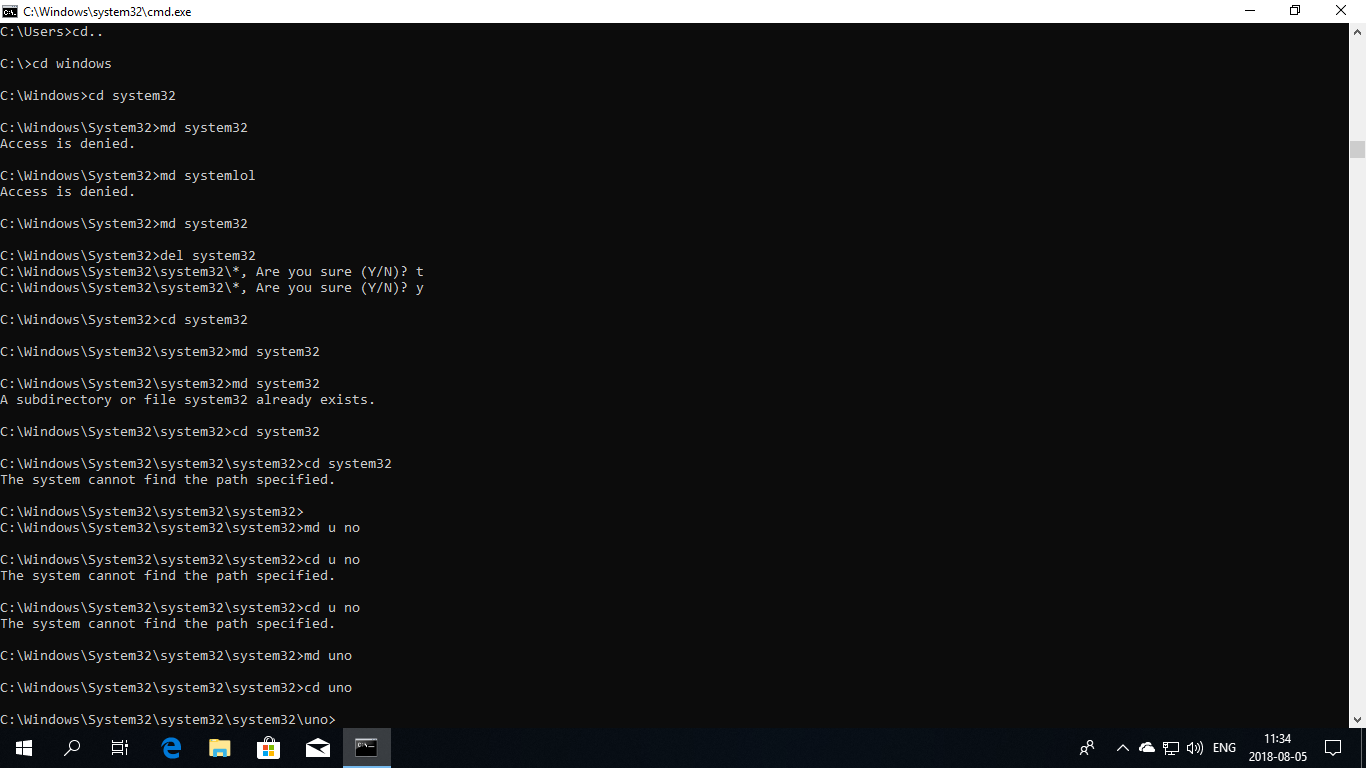 C:\Windows\system32\cmd.exe
C:\Users>cd..
C:\>cd windows
C:\Windows>cd system32
C:\Windows\System32>md system32
Access is denied.
C:\Windows\System32>md systemlol
Access is denied.
C:\Windows\System32>md system32
C:\Windows\System32>del system32
C:\Windows\System32\system32\*, Are you sure (Y/N)? t
C:\Windows\System32\system32\*, Are you sure (Y/N)? y
C:\Windows\System32>cd system32
C:\Windows\System32\system32>md system32
C:\Windows\System32\system32>md system32
A subdirectory or file system32 already exists.
C:\Windows\System32\system32>cd system32
C:\Windows\System32\system32\system32>cd system32
The system cannot find the path specified.
C:\Windows\System32\system32\system32>
C:\Windows\System32\system32\system32>md u no
C:\Windows\System32\system32\system32>cd u no
The system cannot find the path specified.
C:\Windows\System32\system32\system32>cd u no
The system cannot find the path specified.
C:\Windows\System32\system32\system32>md uno
C:\Windows\System32\system32\system32>cd uno
C:\Windows\System32\system32\system32\uno>
ENG
11:34
2018-08-05